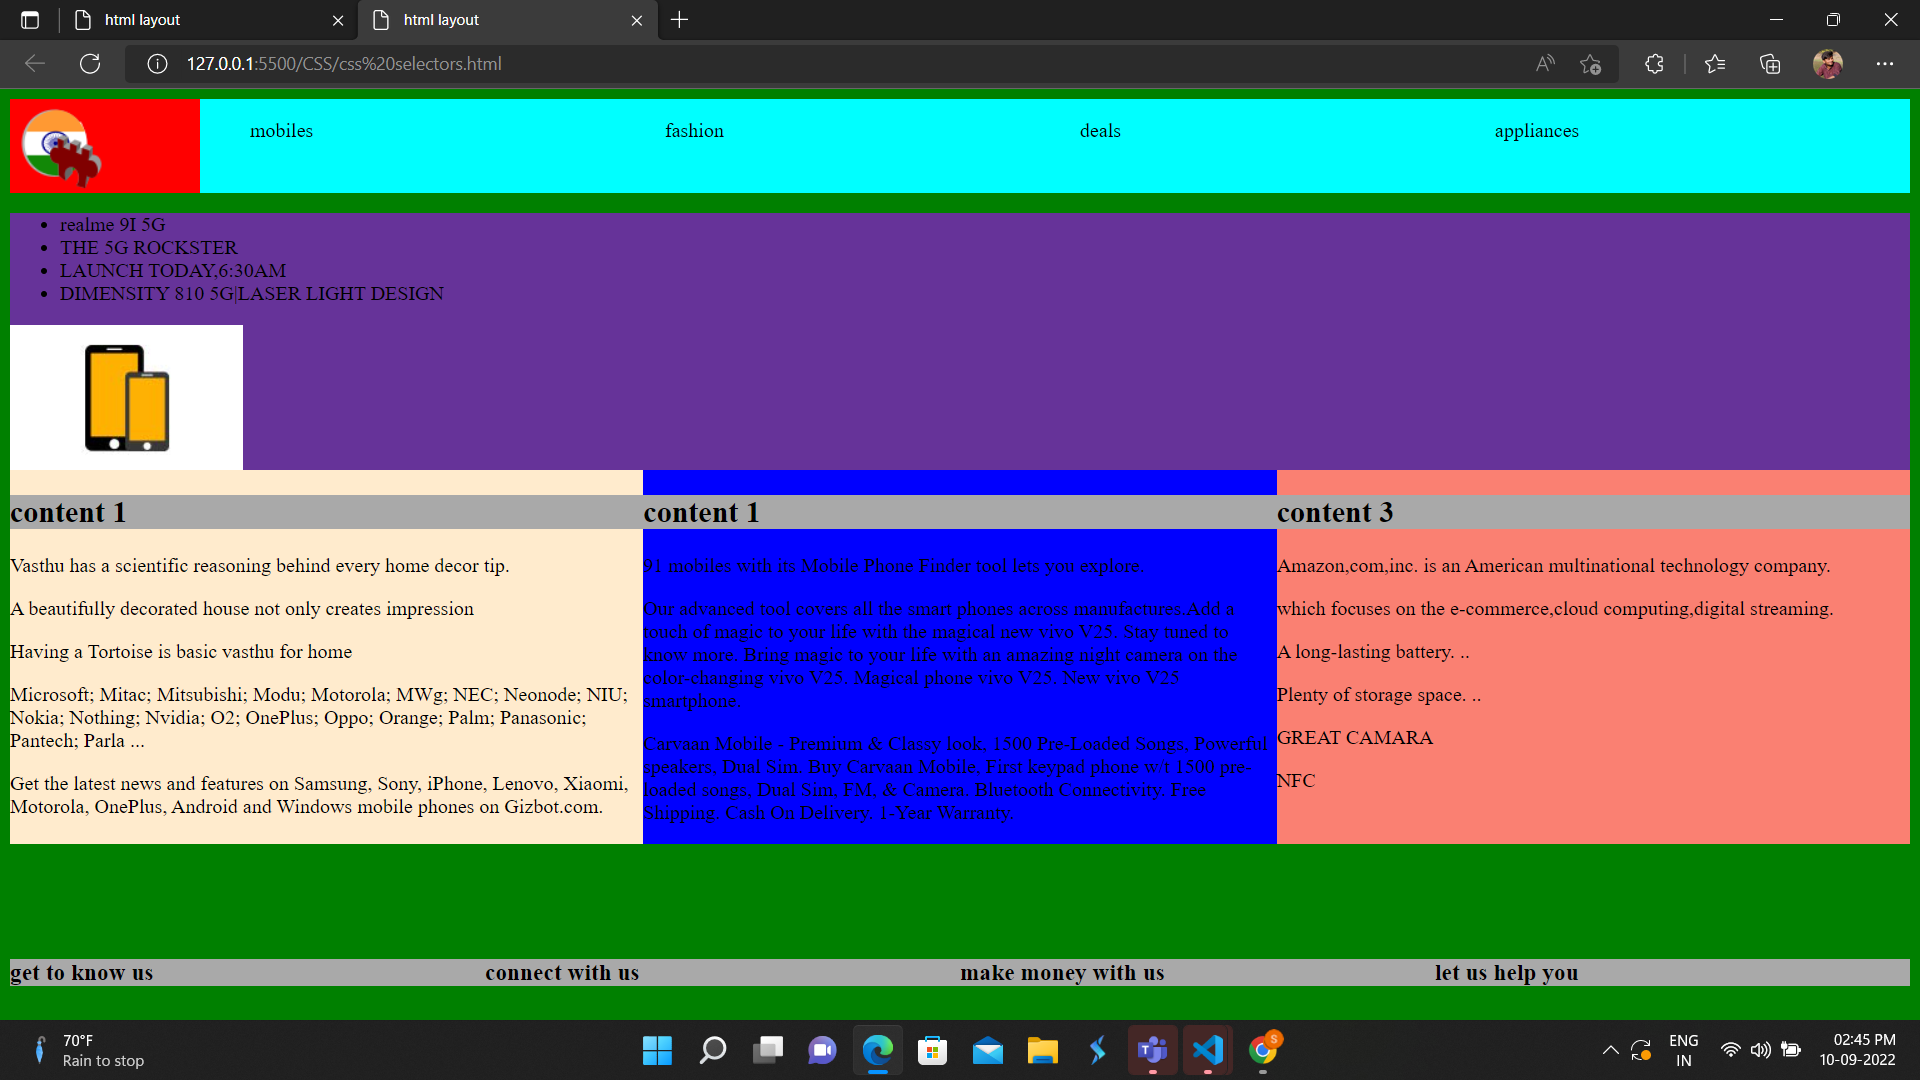 html layout
html layout
127.0.0.1:5500/CSS/css%20selectors.html
mobiles
fashion
deals
appliances
realme 9I 5G
THE 5G ROCKSTER
LAUNCH TODAY,6:30AM
DIMENSITY 810 5G|LASER LIGHT DESIGN
content 1
Vasthu has a scientific reasoning behind every home decor tip.
A beautifully decorated house not only creates impression
Having a Tortoise is basic vasthu for home
Microsoft; Mitac; Mitsubishi; Modu; Motorola; MWg; NEC; Neonode; NIU;
Nokia; Nothing; Nvidia; O2; OnePlus; Oppo; Orange; Palm; Panasonic;
Pantech; Parla ...
Get the latest news and features on Samsung, Sony, iPhone, Lenovo, Xiaomi,
Motorola, OnePlus, Android and Windows mobile phones on Gizbot.com.
content 1
91 mobiles with its Mobile Phone Finder tool lets you explore.
Our advanced tool covers all the smart phones across manufactures.Add a
touch of magic to your life with the magical new vivo V25. Stay tuned to
know more. Bring magic to your life with an amazing night camera on the
color-changing vivo V25. Magical phone vivo V25. New vivo V25
smartphone.
Carvaan Mobile - Premium & Classy look. 1500 Pre-Loaded Songs, Powerful
speakers, Dual Sim. Buy Carvaan Mobile, First keypad phone w/t 1500 pre-
loaded songs, Dual Sim, FM, & Camera. Bluetooth Connectivity. Free
Shipping. Cash On Delivery. 1-Year Warranty.
content 3
Amazon,com,inc. is an American multinational technology company.
which focuses on the e-commerce,cloud computing,digital streaming.
A long-lasting battery. ..
Plenty of storage space. ..
GREAT CAMARA
NFC
get to know us
connect with us
make money with us
let us help you
70°F
Rain to stop
S
ENG
IN
02:45 PM
10-09-2022